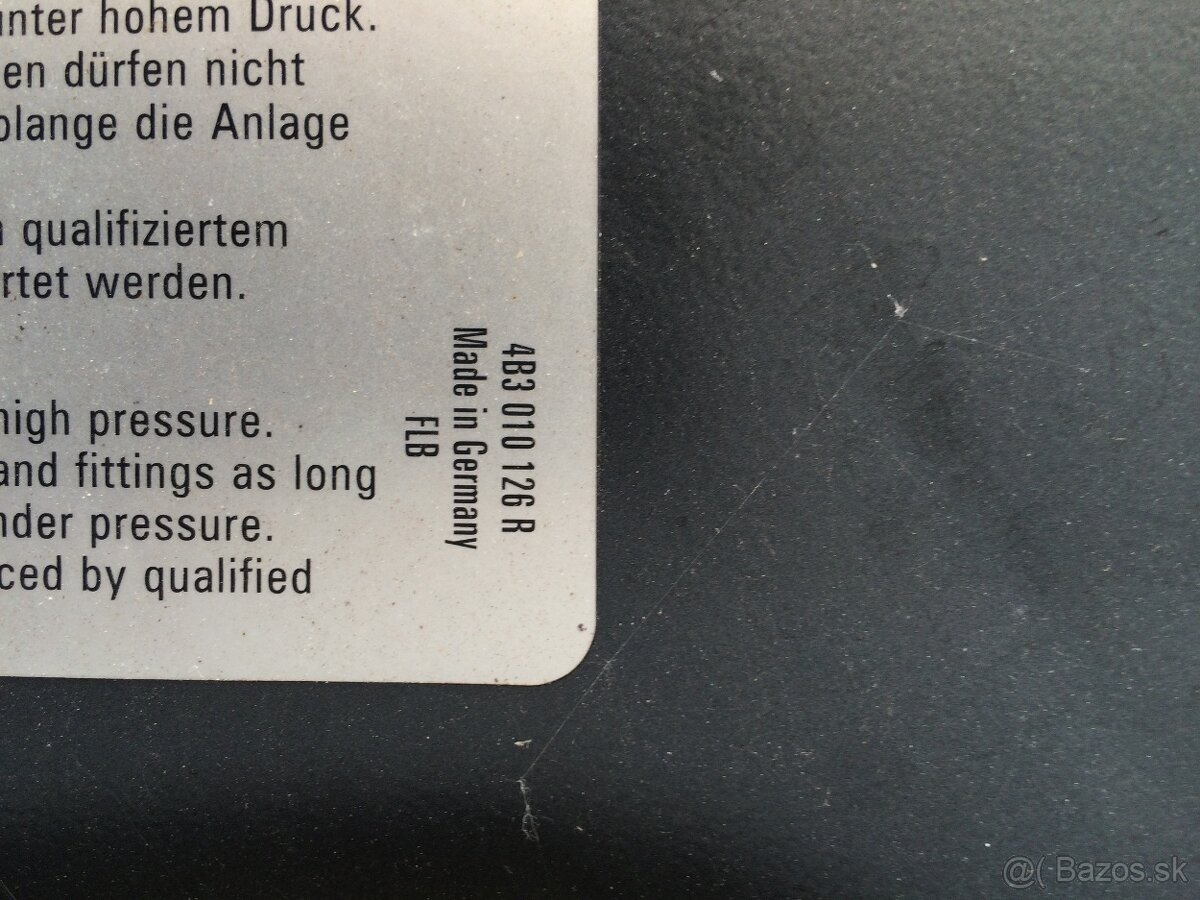 unter hohem Druck.
en dürfen nicht
olange die Anlage
qualifiziertem
rtet werden.
high pressure.
and fittings as long
nder pressure.
ced by qualified
4B3 010 126 R
Made in Germany
FLB
@( Bazos.sk